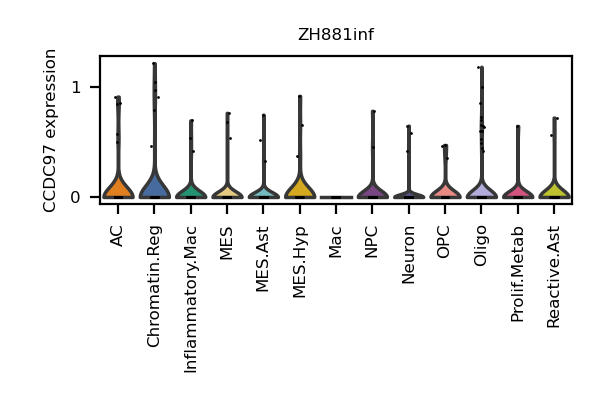 ZH881inf
CCDC97 expression
1
0
AC
Chromatin.Reg
Inflammatory.Mac
MES
MES.Ast
MES.Hyp
Mac
NPC
Neuron
OPC
Oligo
Prolif.Metab
Reactive.Ast